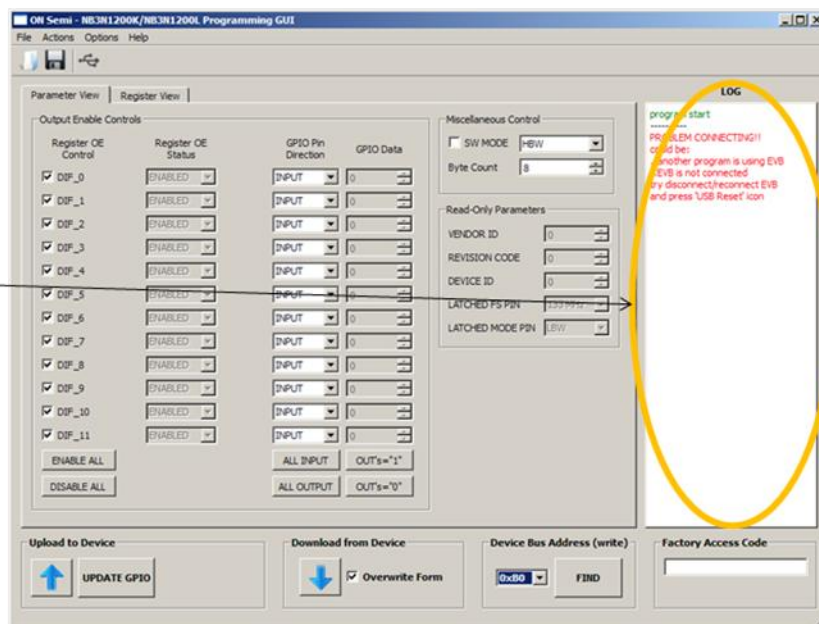 ON Semi - NB3N1200K/NB3N1200L Programming GUI
File Actions Options Help
Parameter View Register View
Output Enable Controls
Register OE Control Register OE Status GPIO Pin Direction GPIO Data
DIF_0 ENABLED INPUT 0
DIF_1 ENABLED INPUT 0
DIF_2 ENABLED INPUT 0
DIF_3 ENABLED INPUT 0
DIF_4 ENABLED INPUT 0
DIF_5 ENABLED INPUT 0
DIF_6 ENABLED INPUT 0
DIF_7 ENABLED INPUT 0
DIF_8 ENABLED INPUT 0
DIF_9 ENABLED INPUT 0
DIF_10 ENABLED INPUT 0
DIF_11 ENABLED INPUT 0
ENABLE ALL ALL INPUT OUT's="1"
DISABLE ALL ALL OUTPUT OUT's="0"
Miscellaneous Control
SW MODE HBW
Byte Count 8
Read-Only Parameters
VENDOR ID 0
REVISION CODE 0
DEVICE ID 0
LATCHED FS PIN
LATCHED MODE PIN LBW
LOG
program start
----------
PROBLEM CONNECTING!!
could be:
another program is using EVB
EVB is not connected
try disconnect/reconnect EVB
and press 'USB Reset' icon
Upload to Device
UPDATE GPIO
Download from Device
Overwrite Form
Device Bus Address (write)
0xB0 FIND
Factory Access Code